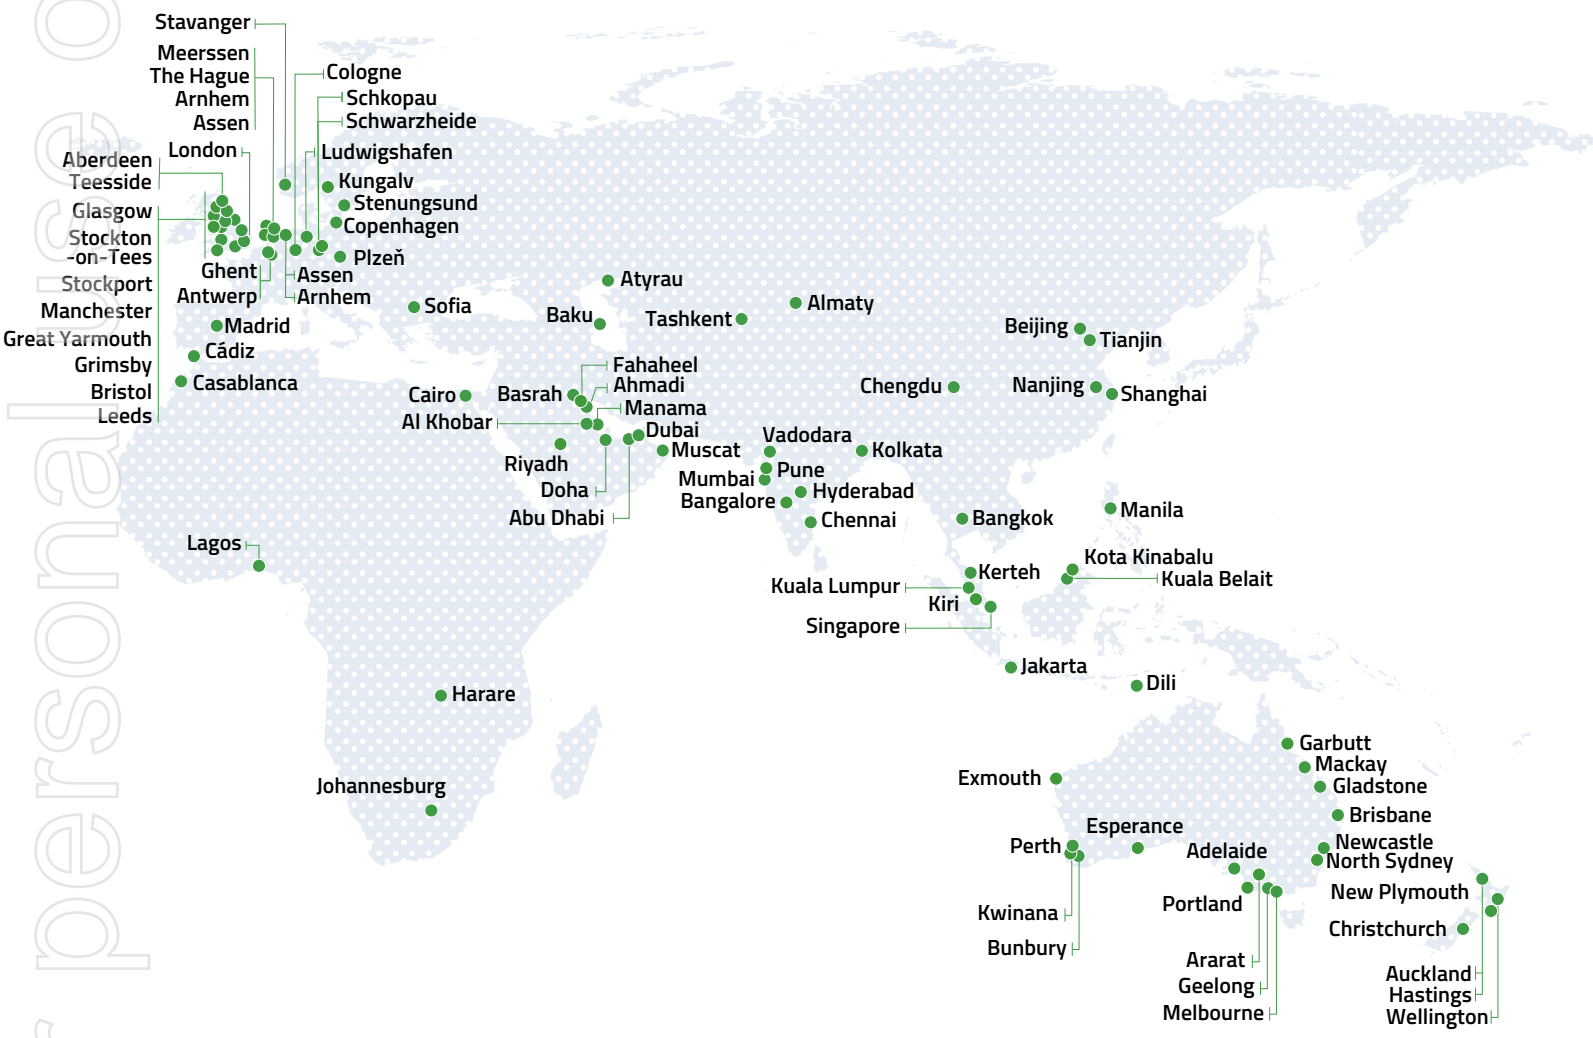 Stavanger
Meerssen
The Hague
Arnhem
Assen
London
Aberdeen
Teesside
Glasgow
Stockton
-on-Tees
Stockport
Manchester
Great Yarmouth
Grimsby
Bristol
Leeds
Cologne
Schkopau
Schwarzheide
Ludwigshafen
Kungalv
Stenungsund
Copenhagen
Plzeň
Ghent
Antwerp
Assen
Arnhem
Sofia
Madrid
Cádiz
Casablanca
Atyrau
Baku
Tashkent
Almaty
Beijing
Tianjin
Fahaheel
Ahmadi
Manama
Cairo
Basrah
Al Khobar
Dubai
Muscat
Riyadh
Doha
Abu Dhabi
Chengdu
Nanjing
Shanghai
Vadodara
Kolkata
Pune
Mumbai
Hyderabad
Bangalore
Chennai
Bangkok
Manila
Lagos
Kota Kinabalu
Kuala Belait
Kerteh
Kuala Lumpur
Kiri
Singapore
Jakarta
Dili
Harare
Johannesburg
Garbutt
Mackay
Gladstone
Brisbane
Newcastle
North Sydney
Exmouth
Esperance
Perth
Adelaide
Kwinana
Bunbury
Portland
Ararat
Geelong
Melbourne
New Plymouth
Christchurch
Auckland
Hastings
Wellington
r personal use o